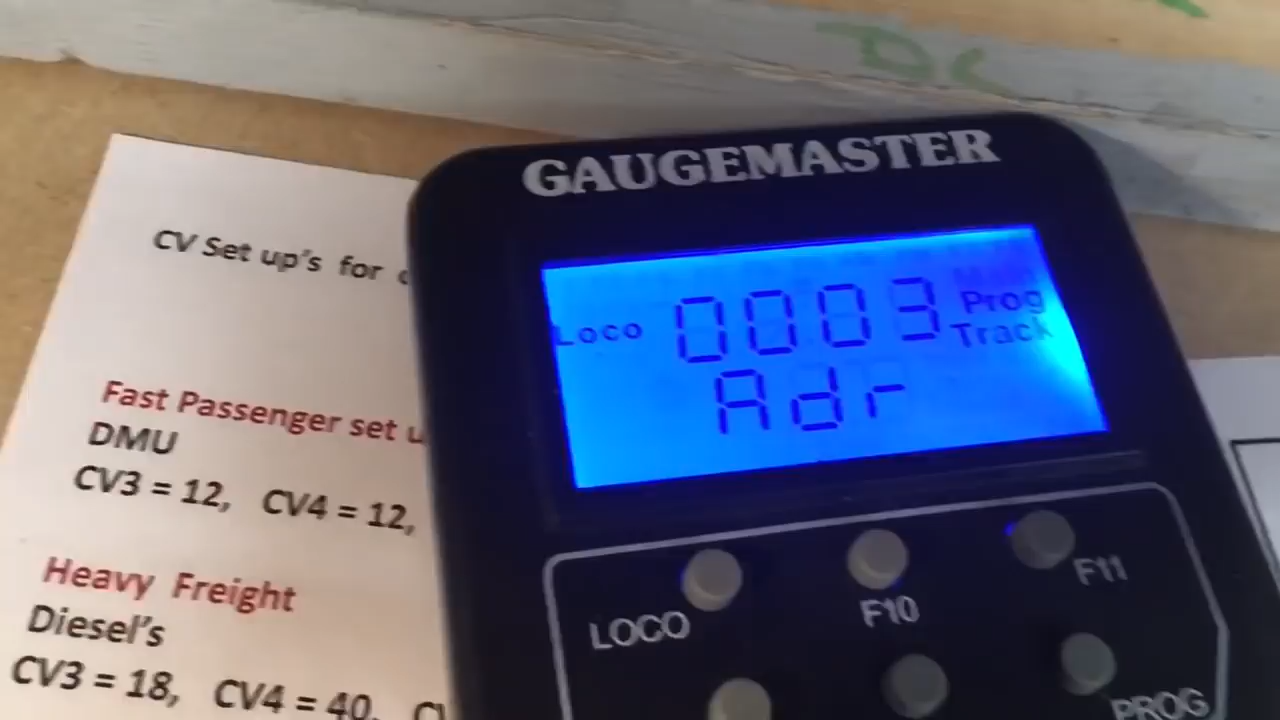 DC
GAUGEMASTER
CV Set up's for
Loco 0003 Prog Track
Adr
Fast Passenger set
DMU
CV3 = 12, CV4 = 12,
Heavy Freight
Diesel's
CV3 = 18, CV4 = 40,
LOCO
F10
F11
PROG